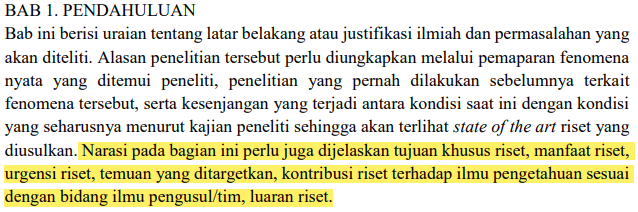 BAB 1. PENDAHULUAN
Bab ini berisi uraian tentang latar belakang atau justifikasi ilmiah dan permasalahan yang
akan diteliti. Alasan penelitian tersebut perlu diungkapkan melalui pemaparan fenomena
nyata yang ditemui peneliti, penelitian yang pernah dilakukan sebelumnya terkait
fenomena tersebut, serta kesenjangan yang terjadi antara kondisi saat ini dengan kondisi
yang seharusnya menurut kajian peneliti sehingga akan terlihat state of the art riset yang
diusulkan. Narasi pada bagian ini perlu juga dijelaskan tujuan khusus riset, manfaat riset,
urgensi riset, temuan yang ditargetkan, kontribusi riset terhadap ilmu pengetahuan sesuai
dengan bidang ilmu pengusul/tim, luaran riset.